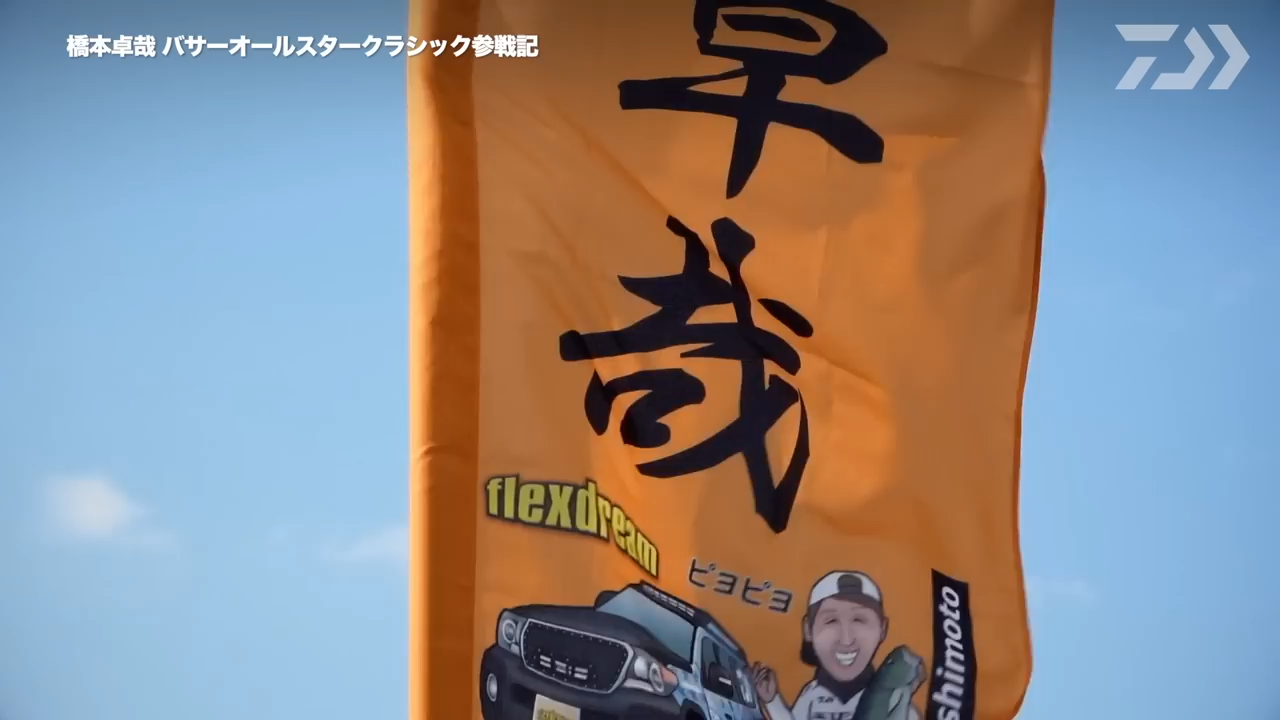 橋本卓哉 バサーオールスタークラシック参戦記
卓
哉
flexdream
ピヨピヨ
shimoto